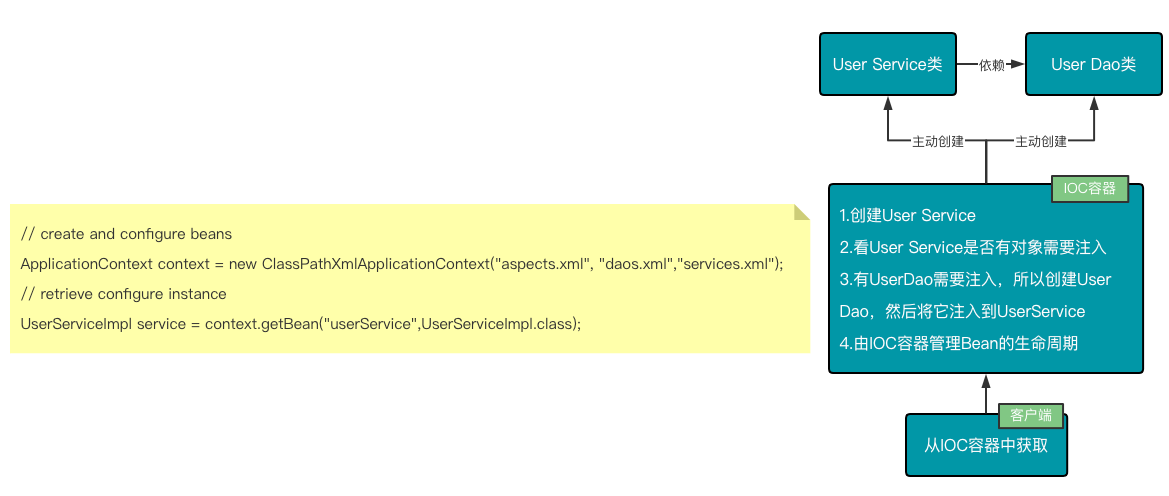 User Service类
依赖
User Dao类
主动创建
主动创建
IOC容器
1.创建User Service
2.看User Service是否有对象需要注入
3.有UserDao需要注入，所以创建User
Dao，然后将它注入到UserService
4.由IOC容器管理Bean的生命周期
// create and configure beans
ApplicationContext context = new ClassPathXmlApplicationContext("aspects.xml", "daos.xml","services.xml");
// retrieve configure instance
UserServiceImpl service = context.getBean("userService",UserServiceImpl.class);
客户端
从IOC容器中获取